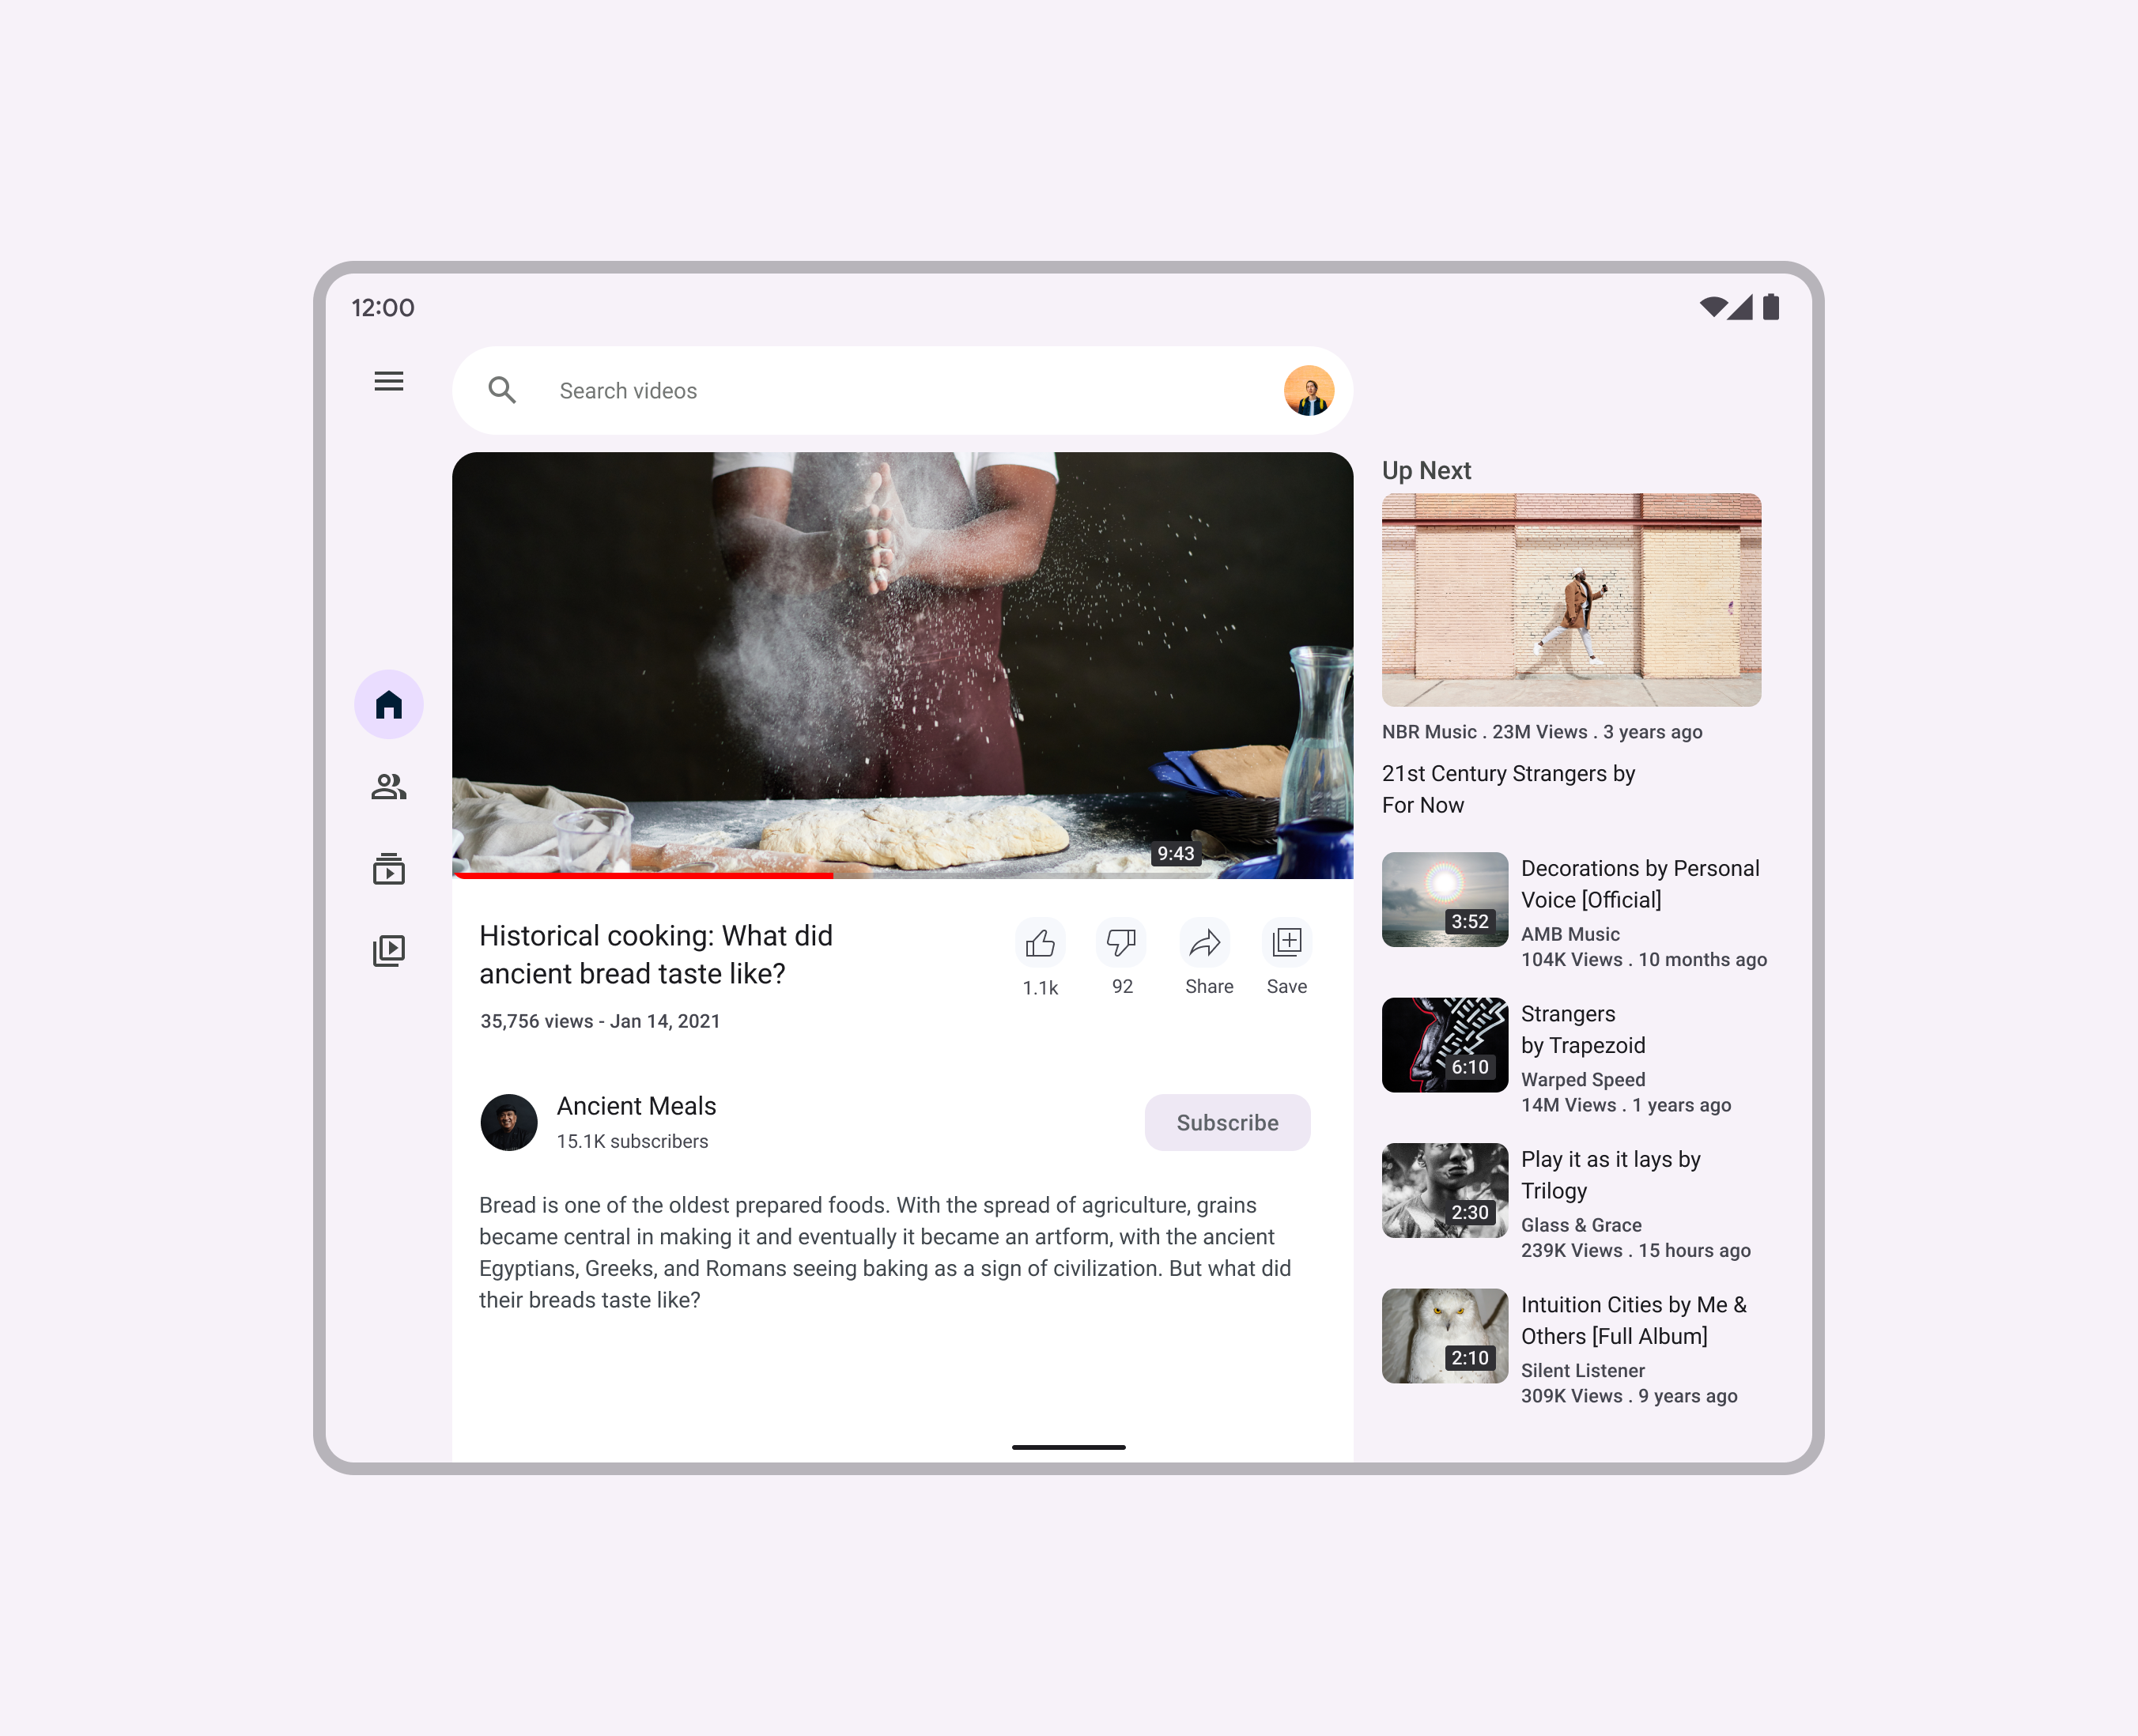 12:00
Search videos
9:43
Historical cooking: What did
ancient bread taste like?
35,756 views - Jan 14, 2021
1.1k
92
Share
Save
Ancient Meals
15.1K subscribers
Subscribe
Bread is one of the oldest prepared foods. With the spread of agriculture, grains
became central in making it and eventually it became an artform, with the ancient
Egyptians, Greeks, and Romans seeing baking as a sign of civilization. But what did
their breads taste like?
Up Next
NBR Music . 23M Views . 3 years ago
21st Century Strangers by
For Now
3:52
Decorations by Personal
Voice [Official]
AMB Music
104K Views . 10 months ago
6:10
Strangers
by Trapezoid
Warped Speed
14M Views . 1 years ago
2:30
Play it as it lays by
Trilogy
Glass & Grace
239K Views . 15 hours ago
2:10
Intuition Cities by Me &
Others [Full Album]
Silent Listener
309K Views . 9 years ago